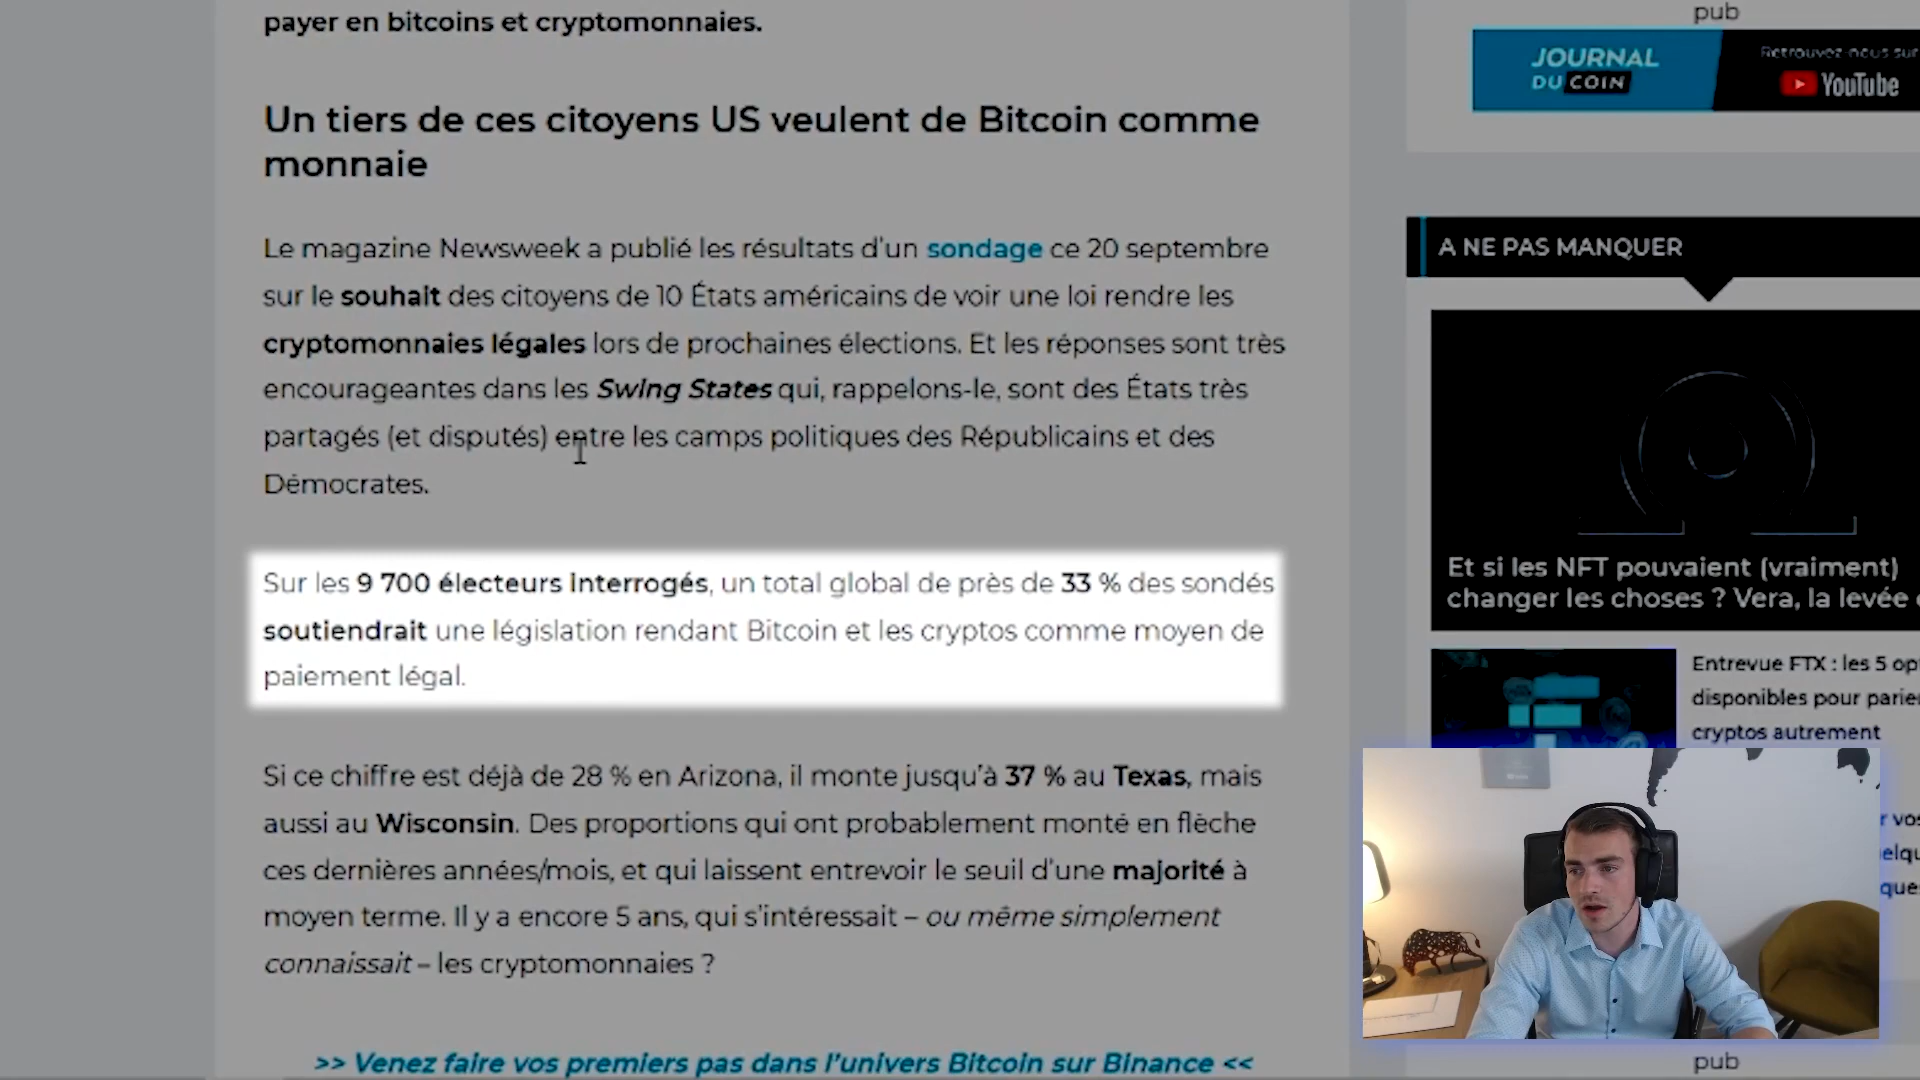 payer en bitcoins et cryptomonnaies.
Un tiers de ces citoyens US veulent de Bitcoin comme
monnaie
Le magazine Newsweek a publié les résultats d'un sondage ce 20 septembre
sur le souhait des citoyens de 10 États américains de voir une loi rendre les
cryptomonnaies légales lors de prochaines élections. Et les réponses sont très
encourageantes dans les Swing States qui, rappelons-le, sont des États très
partagés (et disputés) entre les camps politiques des Républicains et des
Démocrates.
Sur les 9 700 électeurs interrogés, un total global de près de 33 % des sondés
soutiendrait une législation rendant Bitcoin et les cryptos comme moyen de
paiement légal.
Si ce chiffre est déjà de 28 % en Arizona, il monte jusqu'à 37 % au Texas, mais
aussi au Wisconsin. Des proportions qui ont probablement monté en flèche
ces dernières années/mois, et qui laissent entrevoir le seuil d'une majorité à
moyen terme. Il y a encore 5 ans, qui s'intéressait – ou même simplement
connaissait – les cryptomonnaies ?
>> Venez faire vos premiers pas dans l'univers Bitcoin sur Binance <<
pub
JOURNAL
DU COIN
Retrouvez-nous sur
YouTube
A NE PAS MANQUER
Et si les NFT pouvaient (vraiment)
changer les choses ? Vera, la levée
Entrevue FTX : les 5
disponibles pour
cryptos autrement
pub